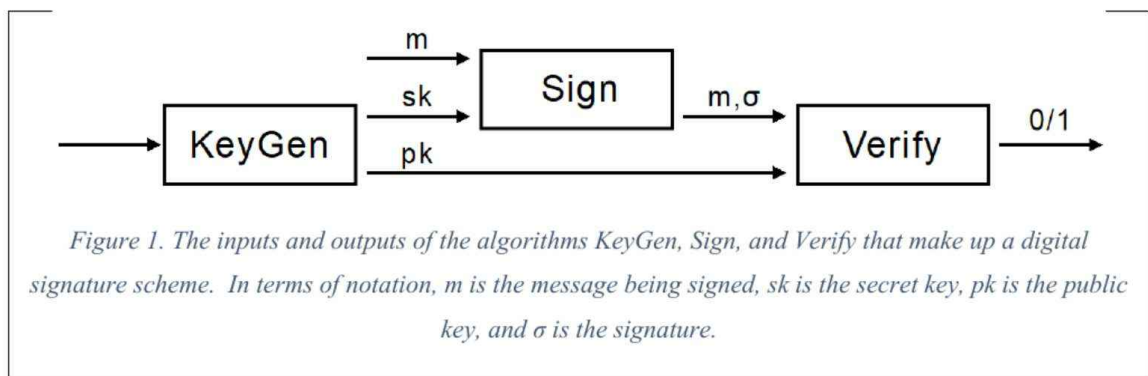 m
Sign
sk
m,σ
0/1
KeyGen
Verify
pk
Figure 1. The inputs and outputs of the algorithms KeyGen, Sign, and Verify that make up a digital
signature scheme. In terms of notation, m is the message being signed, sk is the secret key, pk is the public
key, and σ is the signature.